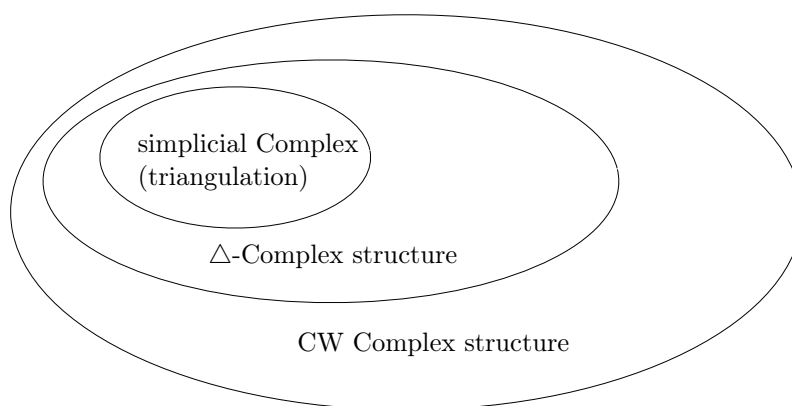 simplicial Complex
(triangulation)
△-Complex structure
CW Complex structure